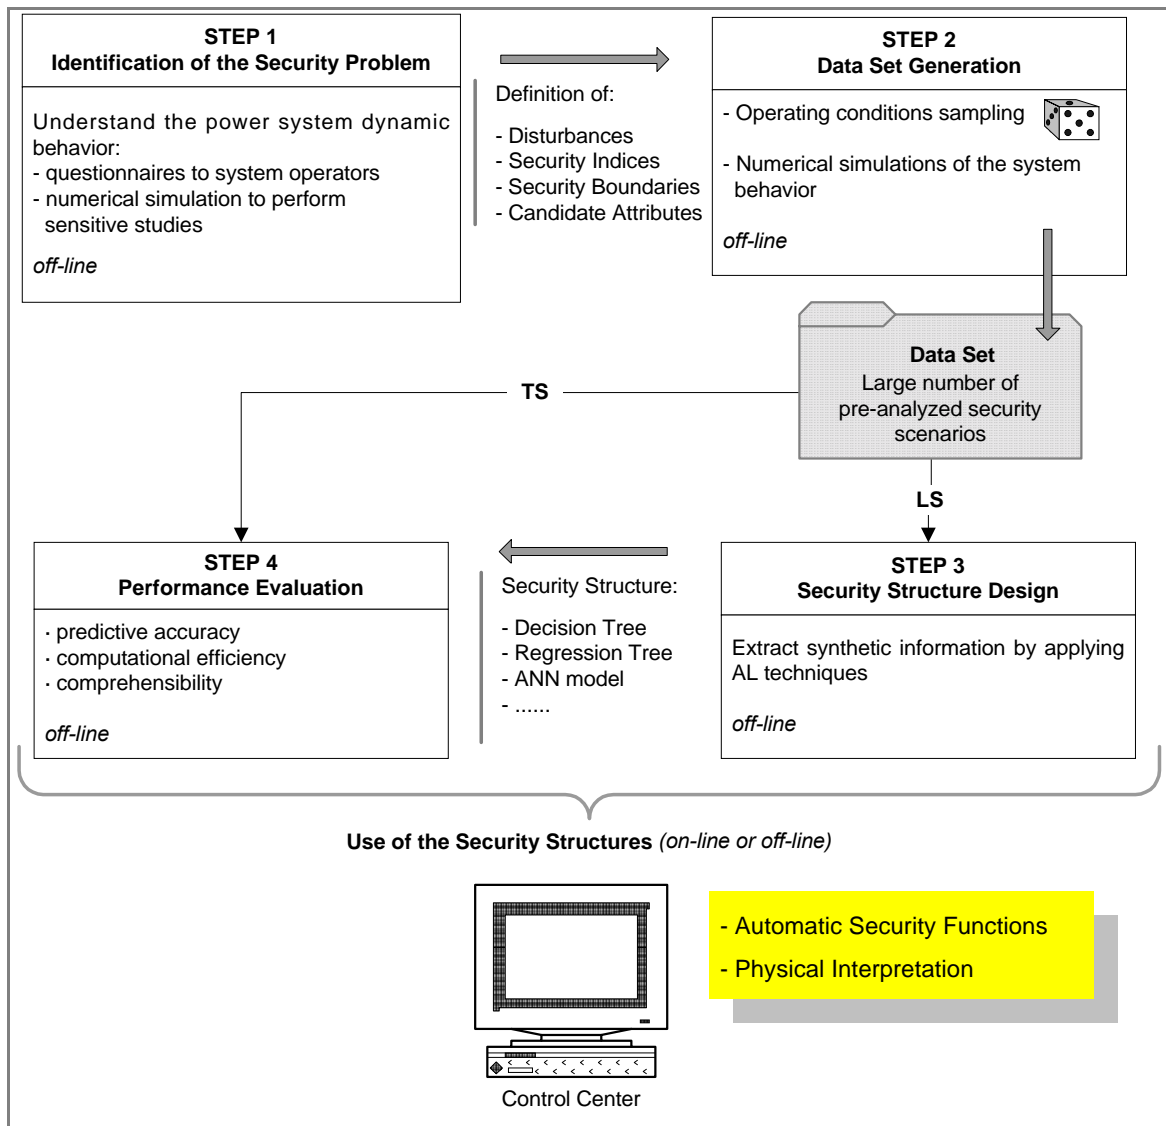 STEP 1
Identification of the Security Problem
Understand the power system dynamic
behavior:
- questionnaires to system operators
- numerical simulation to perform
sensitive studies
off-line
Definition of:
- Disturbances
- Security Indices
- Security Boundaries
- Candidate Attributes
STEP 2
Data Set Generation
- Operating conditions sampling
- Numerical simulations of the system
behavior
off-line
Data Set
Large number of
pre-analyzed security
scenarios
TS
LS
STEP 3
Security Structure Design
Extract synthetic information by applying
AL techniques
off-line
Security Structure:
- Decision Tree
- Regression Tree
- ANN model
- ......
STEP 4
Performance Evaluation
· predictive accuracy
· computational efficiency
· comprehensibility
off-line
Use of the Security Structures (on-line or off-line)
- Automatic Security Functions
- Physical Interpretation
Control Center